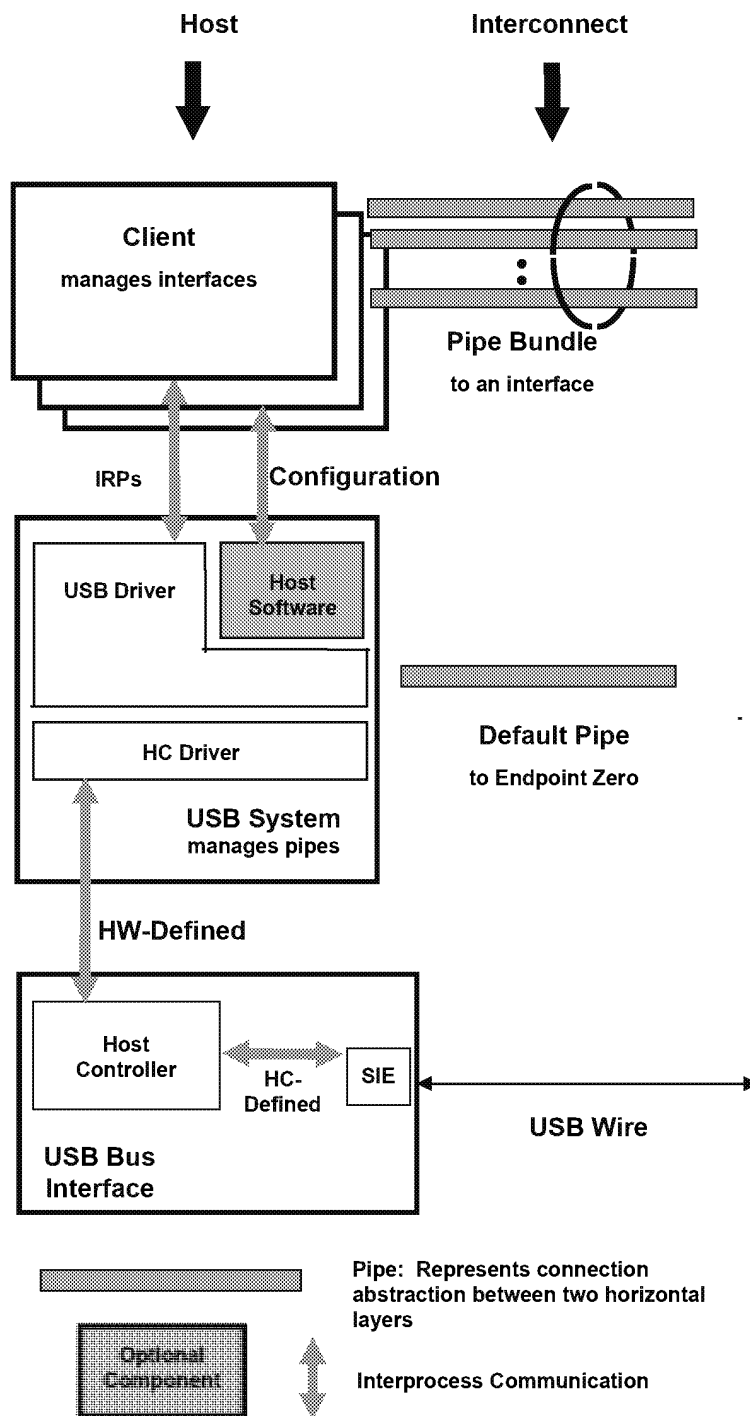 Host
Interconnect
Client
manages interfaces
Pipe Bundle
to an interface
IRPs
Configuration
USB Driver
Host
Software
HC Driver
Default Pipe
to Endpoint Zero
USB System
manages pipes
HW-Defined
Host
Controller
HC-
Defined
SIE
USB Wire
USB Bus
Interface
Pipe: Represents connection
abstraction between two horizontal
layers
Optional
Component
Interprocess Communication